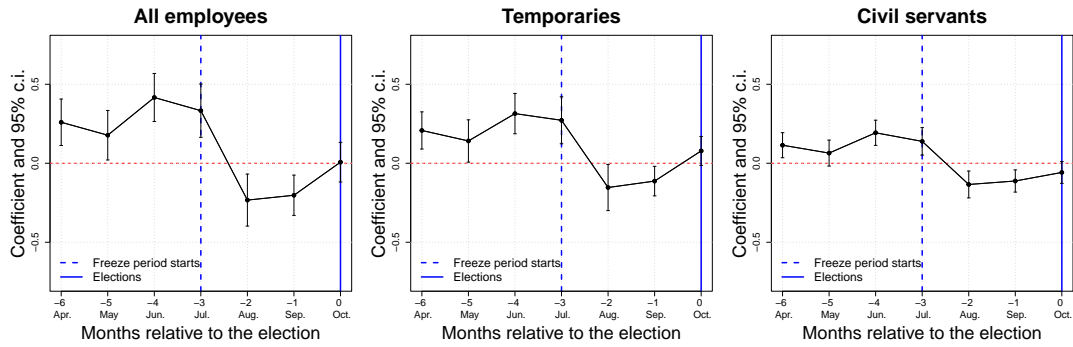 All employees
Coefficient and 95% c.i.
0.5
0.0
−0.5
Freeze period starts
Elections
−6 −5 −4 −3 −2 −1 0
Apr. May Jun. Jul. Aug. Sep. Oct.
Months relative to the election
Temporaries
Coefficient and 95% c.i.
0.5
0.0
−0.5
Freeze period starts
Elections
−6 −5 −4 −3 −2 −1 0
Apr. May Jun. Jul. Aug. Sep. Oct.
Months relative to the election
Civil servants
Coefficient and 95% c.i.
0.5
0.0
−0.5
Freeze period starts
Elections
−6 −5 −4 −3 −2 −1 0
Apr. May Jun. Jul. Aug. Sep. Oct.
Months relative to the election